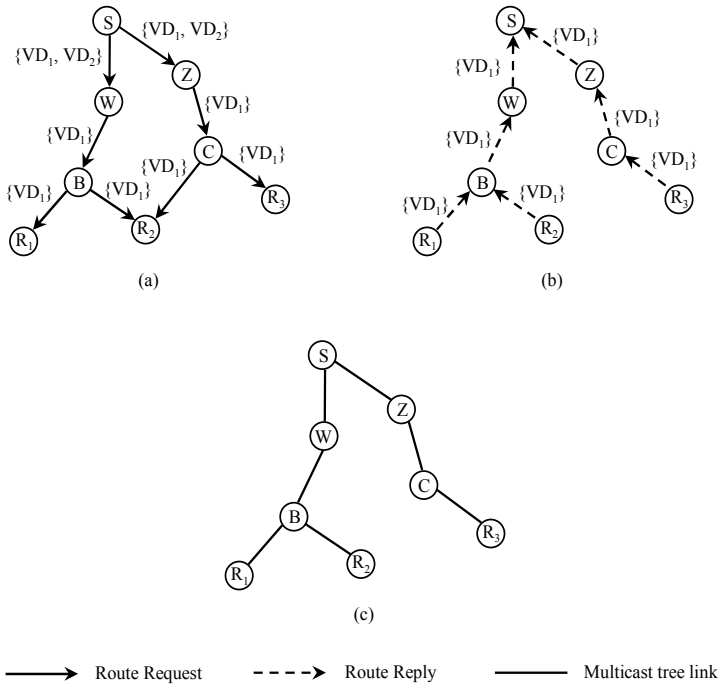 S
{VD₁, VD₂}
{VD₁, VD₂}
Z
W
{VD₁}
{VD₁}
C
{VD₁}
{VD₁}
{VD₁}
B
{VD₁}
R₃
R₂
R₁
(a)
S
{VD₁}
{VD₁}
Z
W
{VD₁}
{VD₁}
C
{VD₁}
B
{VD₁}
{VD₁}
R₃
R₂
R₁
(b)
S
Z
W
C
B
R₃
R₂
R₁
(c)
Route Request
Route Reply
Multicast tree link